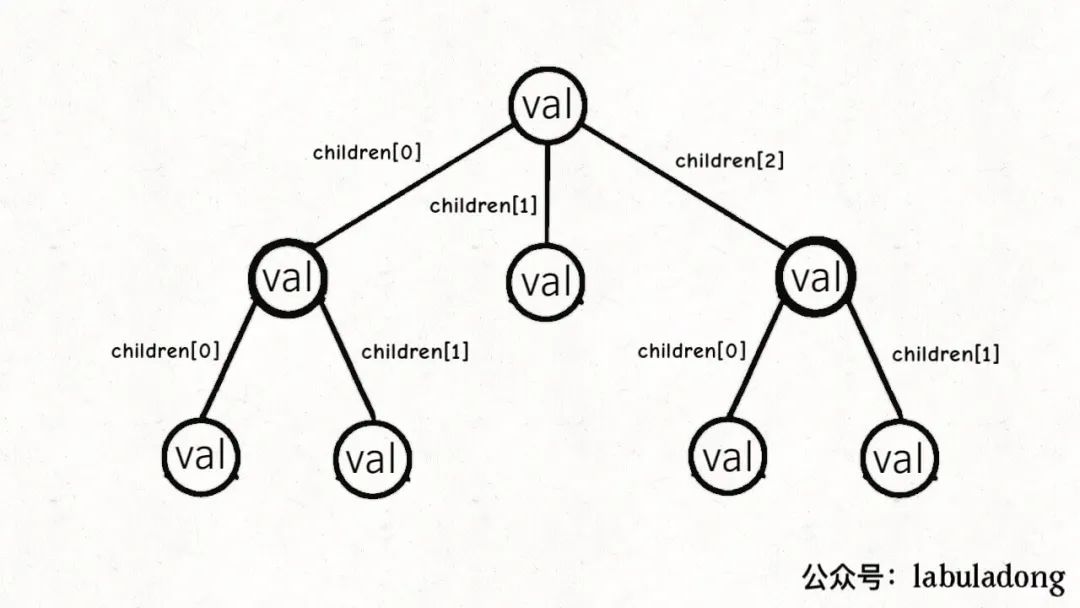 val
children[0]
children[2]
children[1]
val
val
val
children[0]
children[1]
children[0]
children[1]
val
val
val
val
公众号：labuladong